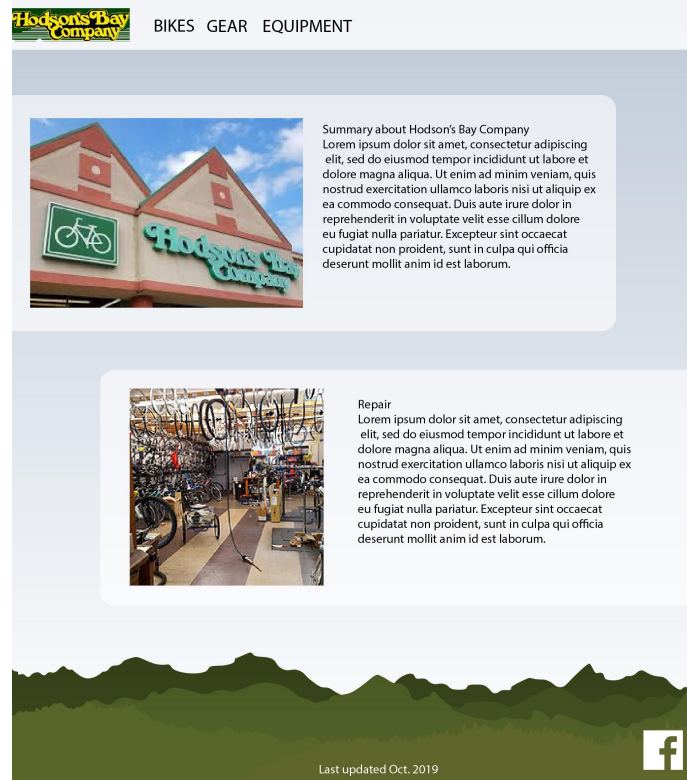 Hodson's Bay
Company
BIKES GEAR EQUIPMENT
Hodson's Bay
Company
Summary about Hodson's Bay Company
Lorem ipsum dolor sit amet, consectetur adipiscing
elit, sed do eiusmod tempor incididunt ut labore et
dolore magna aliqua. Ut enim ad minim veniam, quis
nostrud exercitation ullamco laboris nisi ut aliquip ex
ea commodo consequat. Duis aute irure dolor in
reprehenderit in voluptate velit esse cillum dolore
eu fugiat nulla pariatur. Excepteur sint occaecat
cupidatat non proident, sunt in culpa qui officia
deserunt mollit anim id est laborum.
Repair
Lorem ipsum dolor sit amet, consectetur adipiscing
elit, sed do eiusmod tempor incididunt ut labore et
dolore magna aliqua. Ut enim ad minim veniam, quis
nostrud exercitation ullamco laboris nisi ut aliquip ex
ea commodo consequat. Duis aute irure dolor in
reprehenderit in voluptate velit esse cillum dolore
eu fugiat nulla pariatur. Excepteur sint occaecat
cupidatat non proident, sunt in culpa qui officia
deserunt mollit anim id est laborum.
f
Last updated Oct. 2019